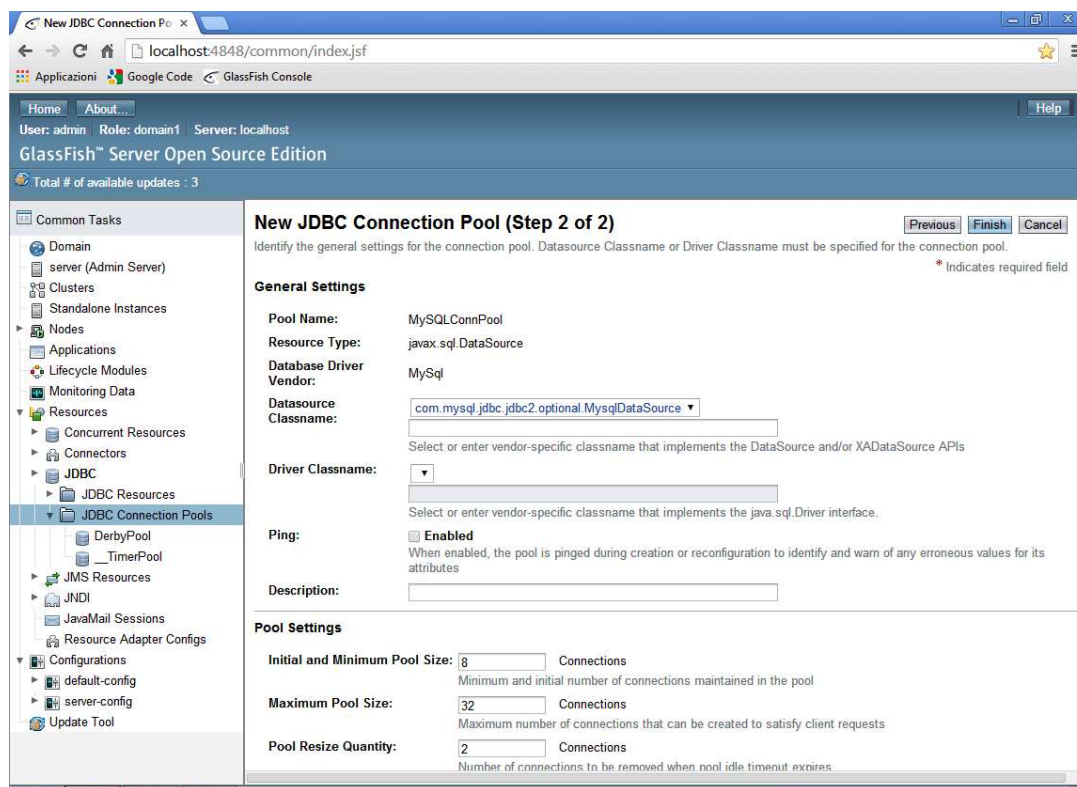 New JDBC Connection Po
localhost:4848/common/index.jsf
Applicazioni Google Code GlassFish Console
Home About... Help
User: admin Role: domain1 Server: localhost
GlassFish™ Server Open Source Edition
Total # of available updates : 3
Common Tasks
Domain
server (Admin Server)
Clusters
Standalone Instances
Nodes
Applications
Lifecycle Modules
Monitoring Data
Resources
Concurrent Resources
Connectors
JDBC
JDBC Resources
JDBC Connection Pools
DerbyPool
__TimerPool
JMS Resources
JNDI
JavaMail Sessions
Resource Adapter Configs
Configurations
default-config
server-config
Update Tool
New JDBC Connection Pool (Step 2 of 2)
Previous Finish Cancel
Identify the general settings for the connection pool. Datasource Classname or Driver Classname must be specified for the connection pool.
* Indicates required field
General Settings
Pool Name: MySQLConnPool
Resource Type: javax.sql.DataSource
Database Driver
Vendor: MySql
Datasource
Classname: com.mysql.jdbc.jdbc2.optional.MysqlDataSource
Select or enter vendor-specific classname that implements the DataSource and/or XADataSource APIs
Driver Classname:
Select or enter vendor-specific classname that implements the java.sql.Driver interface.
Ping: Enabled
When enabled, the pool is pinged during creation or reconfiguration to identify and warn of any erroneous values for its
attributes
Description:
Pool Settings
Initial and Minimum Pool Size: 8 Connections
Minimum and initial number of connections maintained in the pool
Maximum Pool Size: 32 Connections
Maximum number of connections that can be created to satisfy client requests
Pool Resize Quantity: 2 Connections
Number of connections to be removed when pool idle timeout expires